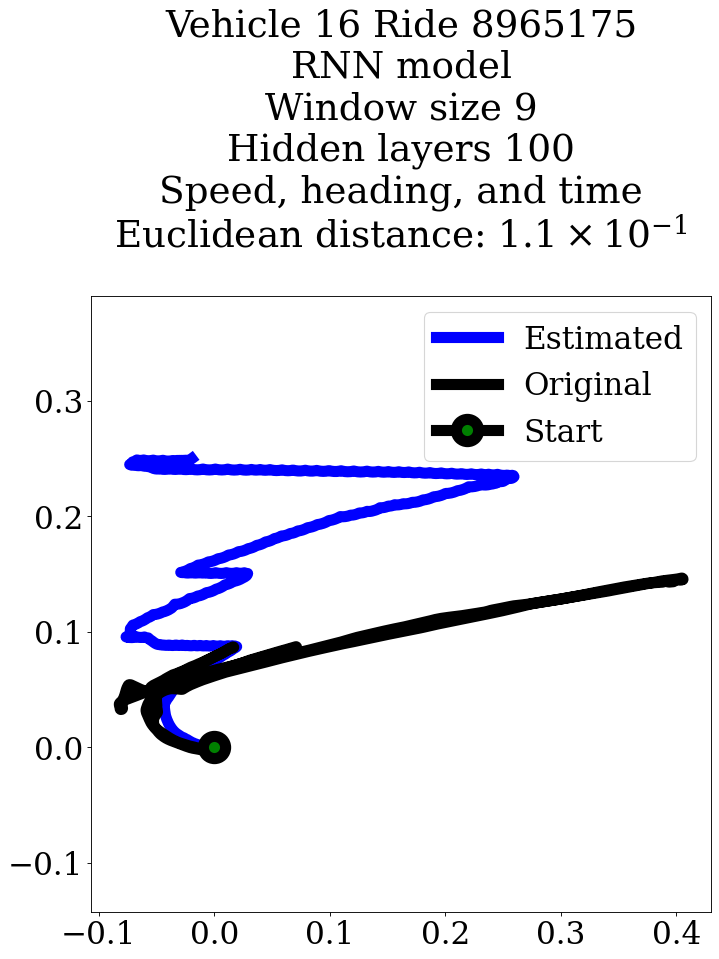 Vehicle 16 Ride 8965175
RNN model
Window size 9
Hidden layers 100
Speed, heading, and time
Euclidean distance: 1.1 × 10⁻¹
Estimated
Original
Start
0.3
0.2
0.1
0.0
−0.1
−0.1 0.0 0.1 0.2 0.3 0.4